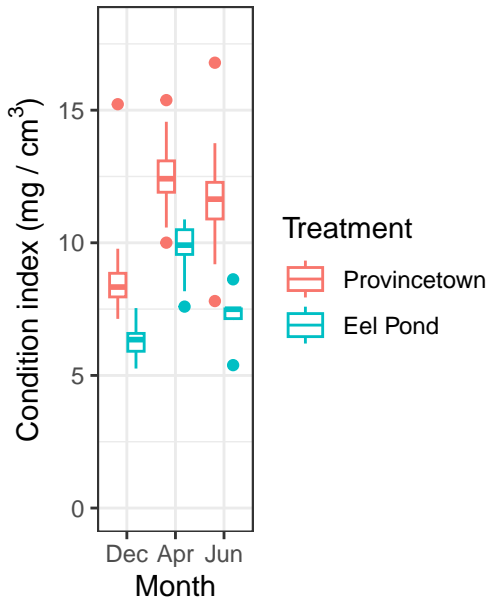 Condition index (mg / cm³)
15
10
5
0
Dec Apr Jun
Month
Treatment
Provincetown
Eel Pond